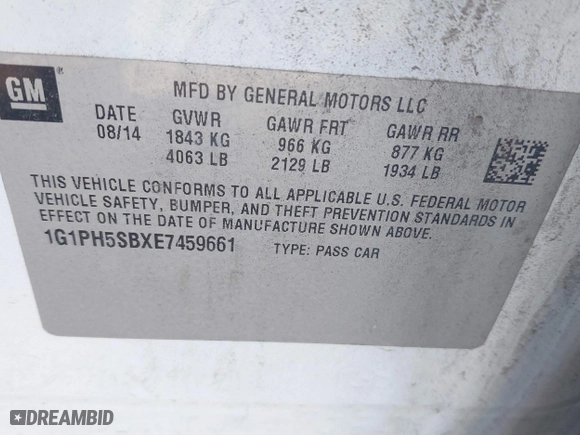 GM ®
MFD BY GENERAL MOTORS LLC
DATE GVWR GAWR FRT GAWR RR
08/14 1843 KG 966 KG 877 KG
4063 LB 2129 LB 1934 LB
THIS VEHICLE CONFORMS TO ALL APPLICABLE U.S. FEDERAL MOTOR
VEHICLE SAFETY, BUMPER, AND THEFT PREVENTION STANDARDS IN
EFFECT ON THE DATE OF MANUFACTURE SHOWN ABOVE.
1G1PH5SBXE7459661 TYPE: PASS CAR
DREAMBID